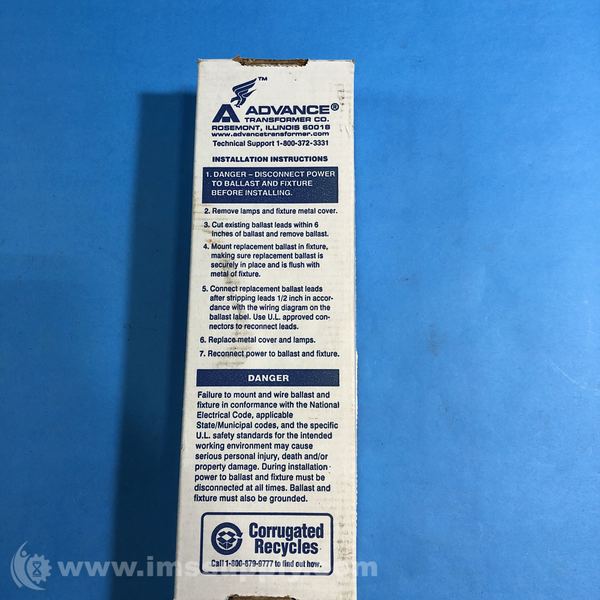 ™
ADVANCE®
TRANSFORMER CO.
ROSEMONT, ILLINOIS 60018
www.advancetransformer.com
Technical Support 1-800-372-3331
INSTALLATION INSTRUCTIONS
1. DANGER – DISCONNECT POWER
TO BALLAST AND FIXTURE
BEFORE INSTALLING.
2. Remove lamps and fixture metal cover.
3. Cut existing ballast leads within 6
inches of ballast and remove ballast.
4. Mount replacement ballast in fixture,
making sure replacement ballast is
securely in place and is flush with
metal of fixture.
5. Connect replacement ballast leads
after stripping leads 1/2 inch in accor-
dance with the wiring diagram on the
ballast label. Use U.L. approved con-
nectors to reconnect leads.
6. Replace metal cover and lamps.
7. Reconnect power to ballast and fixture.
DANGER
Failure to mount and wire ballast and
fixture in conformance with the National
Electrical Code, applicable
State/Municipal codes, and the specific
U.L. safety standards for the intended
working environment may cause
serious personal injury, death and/or
property damage. During installation
power to ballast and fixture must be
disconnected at all times. Ballast and
fixture must also be grounded.
Corrugated
Recycles
Call 1-800-879-9777 to find out how.
www.imssupply.com